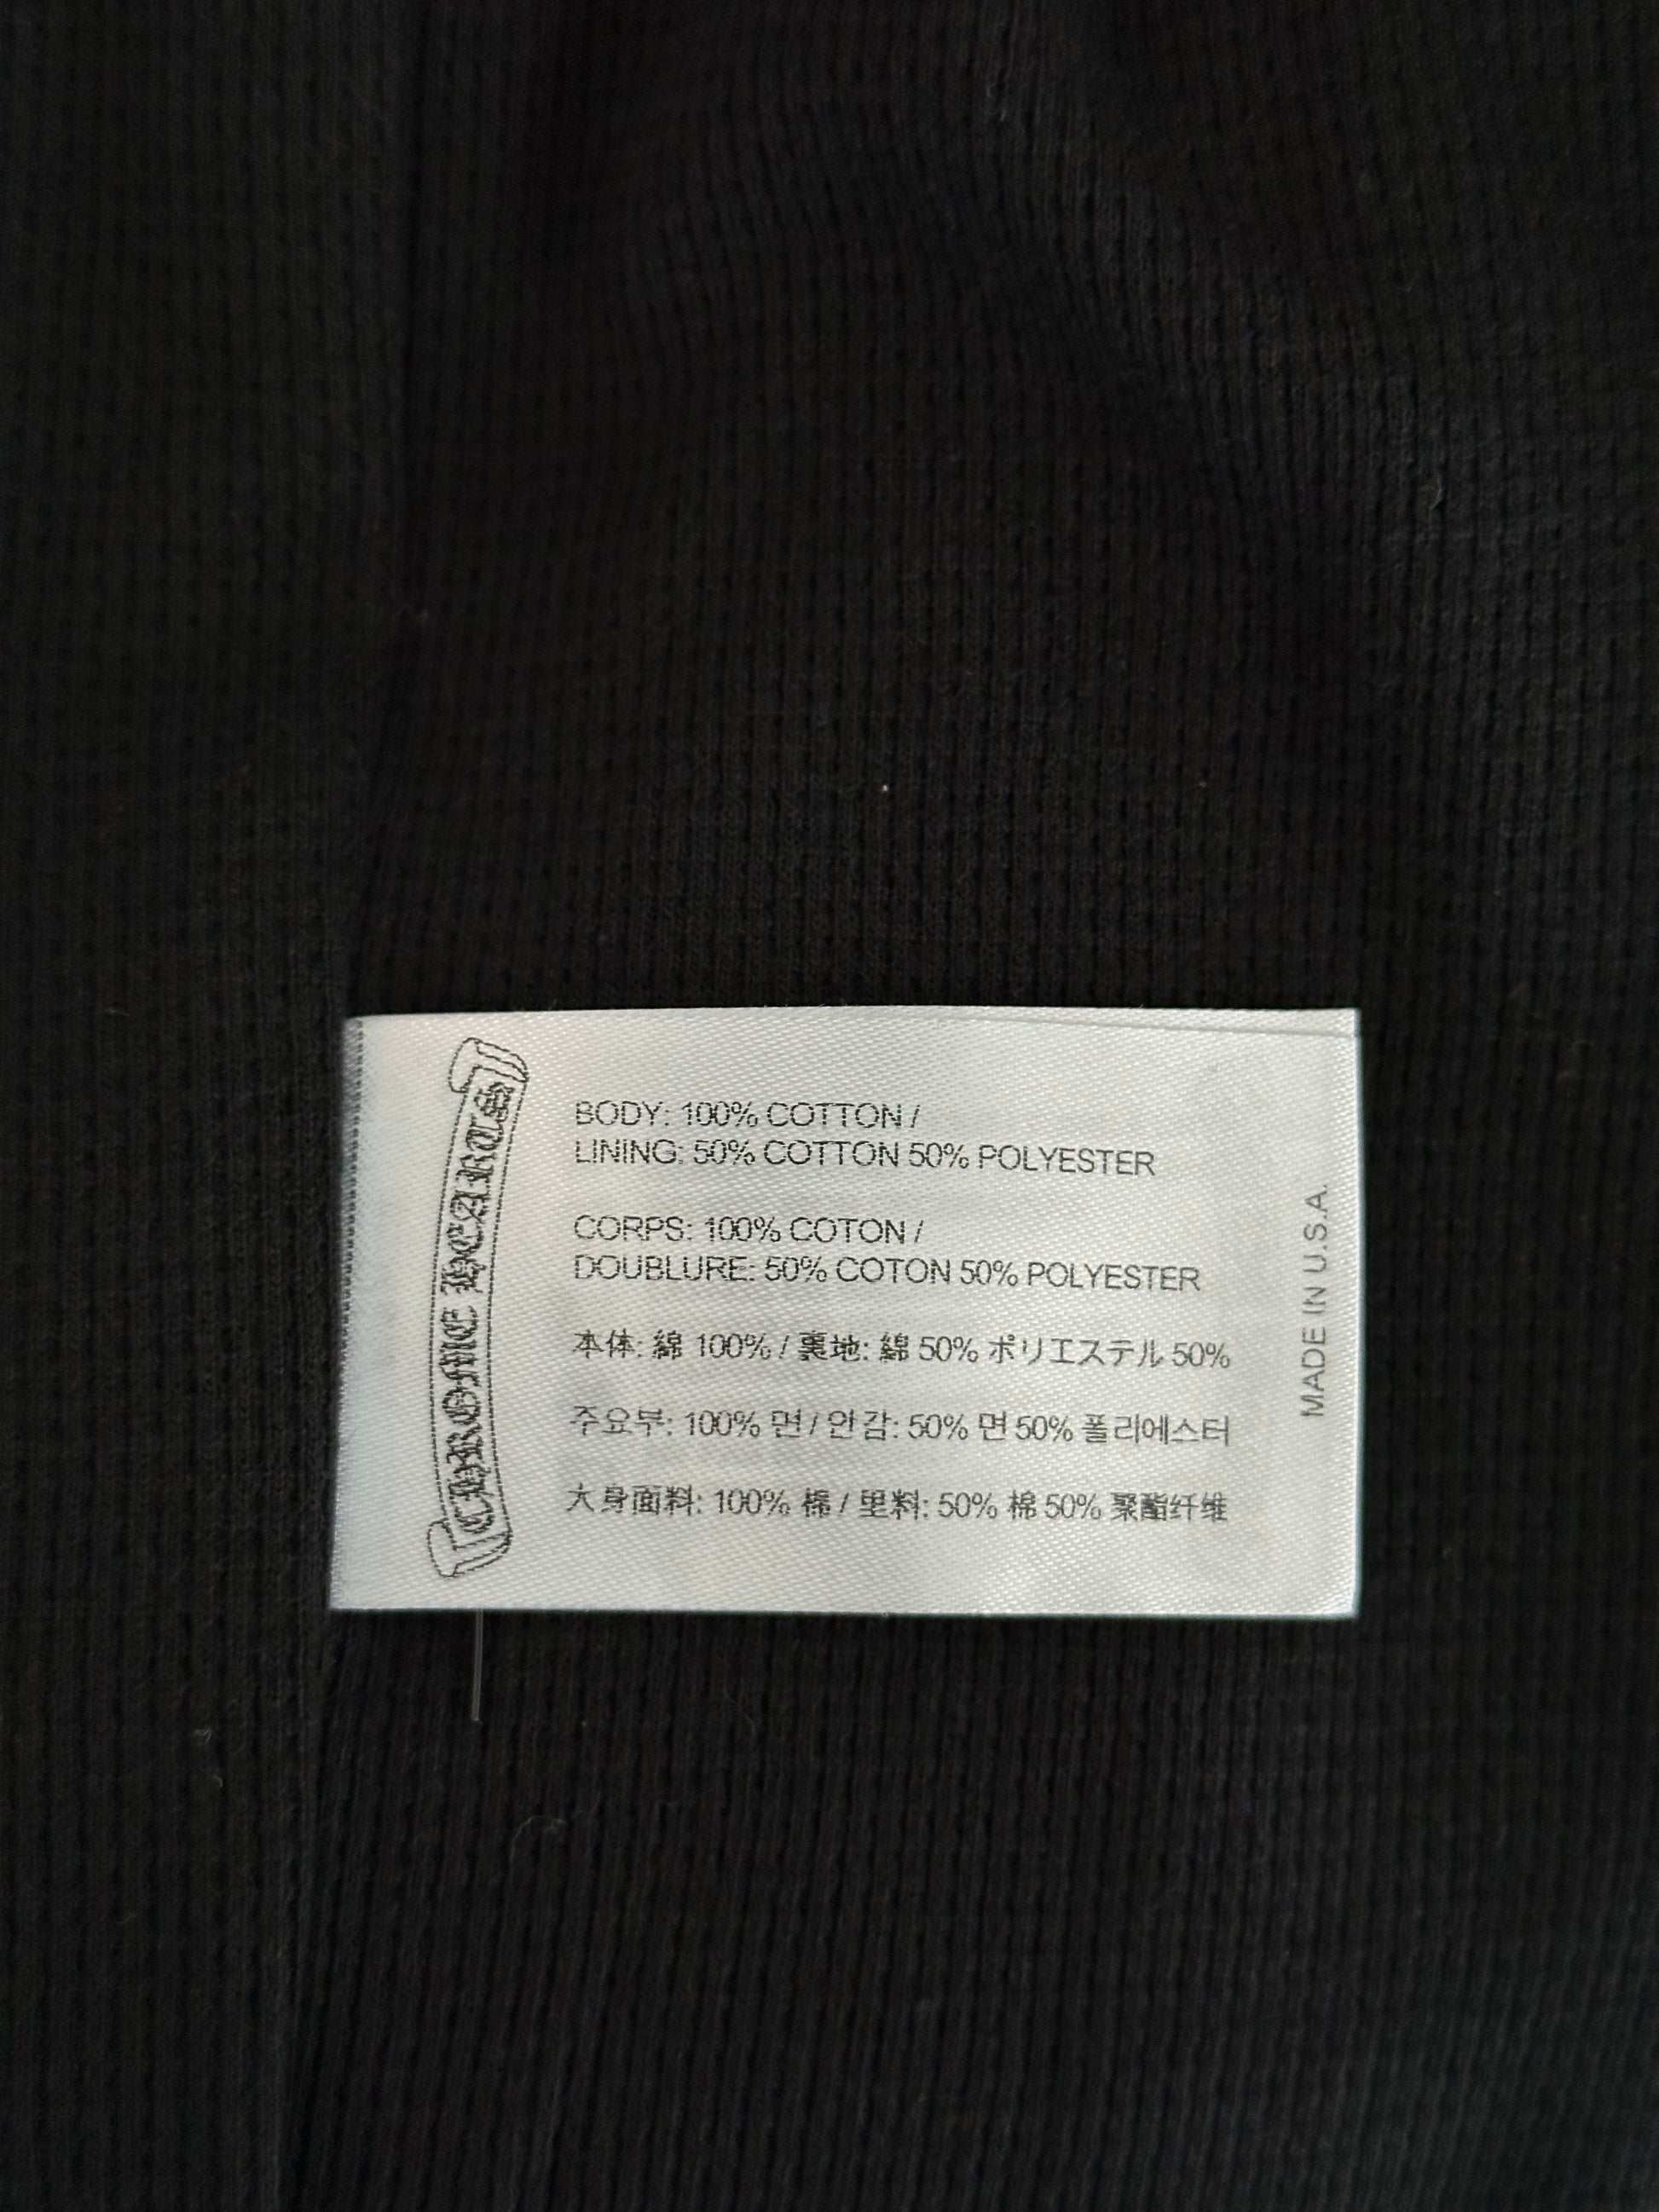 CHROME HEARTS
BODY: 100% COTTON /
LINING: 50% COTTON 50% POLYESTER
CORPS: 100% COTON /
DOUBLURE: 50% COTON 50% POLYESTER
本体: 綿 100% / 裏地: 綿 50% ポリエステル 50%
주요부: 100% 면 / 안감: 50% 면 50% 폴리에스터
大身面料: 100% 棉 / 里料: 50% 棉 50% 聚酯纤维
MADE IN U.S.A.